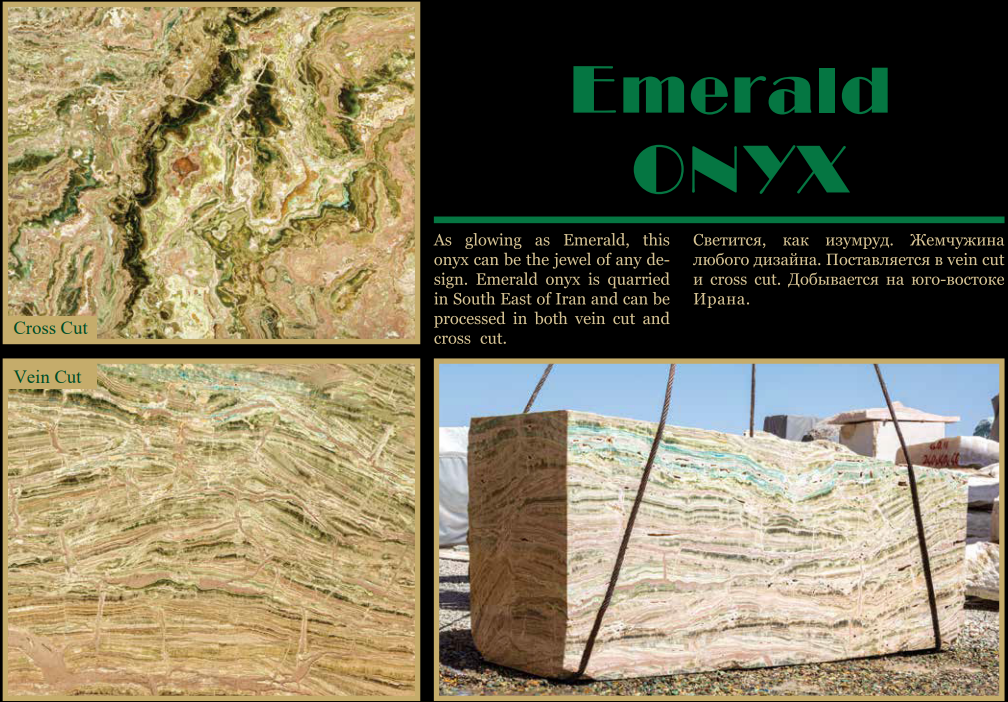 Emerald
ONYX
As glowing as Emerald, this
onyx can be the jewel of any de-
sign. Emerald onyx is quarried
in South East of Iran and can be
processed in both vein cut and
cross cut.
Светится, как изумруд. Жемчужина
любого дизайна. Поставляется в vein cut
и cross cut. Добывается на юго-востоке
Ирана.
Cross Cut
Vein Cut